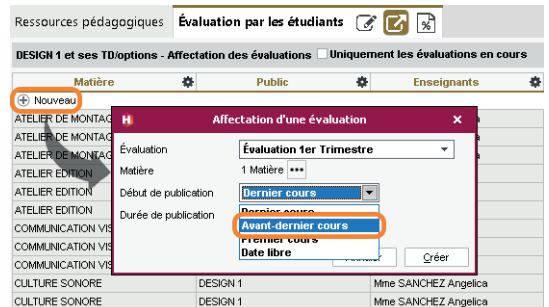 Ressources pédagogiques Évaluation par les étudiants
DESIGN 1 et ses TD/options - Affectation des évaluations Uniquement les évaluations en cours
Matière Public Enseignants
Nouveau
ATELIER DE MONTAG
ATELIER DE MONTAG
ATELIER DE MONTAG
ATELIER EDITION
ATELIER EDITION
ATELIER EDITION
COMMUNICATION VIS
COMMUNICATION VIS
COMMUNICATION VIS
CULTURE SONORE DESIGN 1 Mme SANCHEZ Angelica
CULTURE SONORE DESIGN 1 Mme SANCHEZ Angelica
H Affectation d'une évaluation
Évaluation Évaluation 1er Trimestre
Matière 1 Matière ...
Début de publication Dernier cours
Durée de publication Dernier cours
Avant-dernier cours
Premier cours
Date libre
Créer